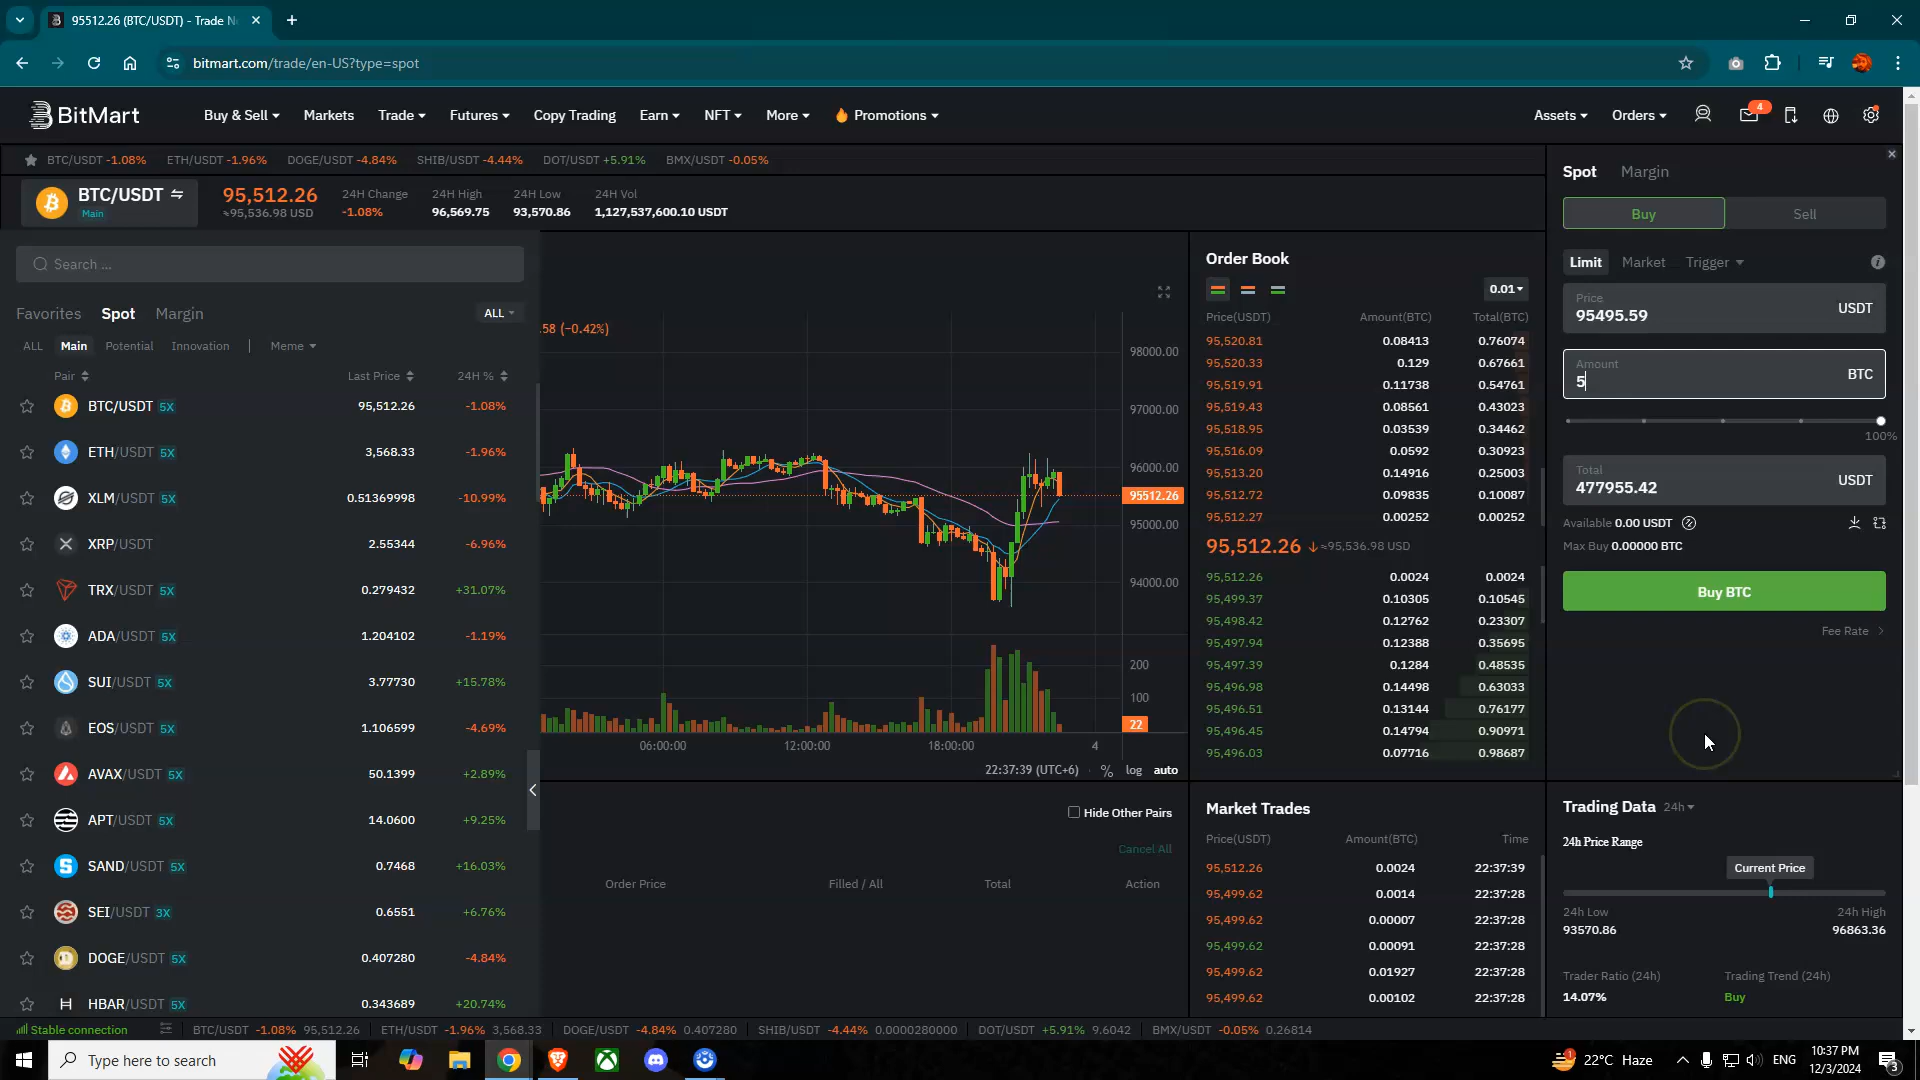 95512.26 (BTC/USDT) - Trade N
bitmart.com/trade/en-US?type=spot
BitMart
Buy & Sell
Markets
Trade
Futures
Copy Trading
Earn
NFT
More
Promotions
Assets
Orders
4
BTC/USDT -1.08%
ETH/USDT -1.96%
DOGE/USDT -4.84%
SHIB/USDT -4.44%
DOT/USDT +5.91%
BMX/USDT -0.05%
BTC/USDT
Main
95,512.26
≈95,536.98 USD
24H Change
-1.08%
24H High
96,569.75
24H Low
93,570.86
24H Vol
1,127,537,600.10 USDT
Search ...
Favorites
Spot
Margin
ALL
ALL
Main
Potential
Innovation
Meme
Pair
Last Price
24H %
BTC/USDT 5X 95,512.26 -1.08%
ETH/USDT 5X 3,568.33 -1.96%
XLM/USDT 5X 0.51369998 -10.99%
XRP/USDT 2.55344 -6.96%
TRX/USDT 5X 0.279432 +31.07%
ADA/USDT 5X 1.204102 -1.19%
SUI/USDT 5X 3.77730 +15.78%
EOS/USDT 5X 1.106599 -4.69%
AVAX/USDT 5X 50.1399 +2.89%
APT/USDT 5X 14.0600 +9.25%
SAND/USDT 5X 0.7468 +16.03%
SEI/USDT 3X 0.6551 +6.76%
DOGE/USDT 5X 0.407280 -4.84%
HBAR/USDT 5X 0.343689 +20.74%
.58 (−0.42%)
98000.00
97000.00
96000.00
95512.26
95000.00
94000.00
200
100
22
06:00:00
12:00:00
18:00:00
4
22:37:39 (UTC+6)
%
log
auto
Hide Other Pairs
Cancel All
Order Price
Filled / All
Total
Action
Order Book
0.01
Price(USDT) Amount(BTC) Total(BTC)
95,520.81 0.08413 0.76074
95,520.33 0.129 0.67661
95,519.91 0.11738 0.54761
95,519.43 0.08561 0.43023
95,518.95 0.03539 0.34462
95,516.09 0.0592 0.30923
95,513.20 0.14916 0.25003
95,512.72 0.09835 0.10087
95,512.27 0.00252 0.00252
95,512.26 ↓ ≈95,536.98 USD
95,512.26 0.0024 0.0024
95,499.37 0.10305 0.10545
95,498.42 0.12762 0.23307
95,497.94 0.12388 0.35695
95,497.39 0.1284 0.48535
95,496.98 0.14498 0.63033
95,496.51 0.13144 0.76177
95,496.45 0.14794 0.90971
95,496.03 0.07716 0.98687
Market Trades
Price(USDT) Amount(BTC) Time
95,512.26 0.0024 22:37:39
95,499.62 0.0014 22:37:28
95,499.62 0.00007 22:37:28
95,499.62 0.00091 22:37:28
95,499.62 0.01927 22:37:28
95,499.62 0.00102 22:37:28
Spot
Margin
Buy
Sell
Limit
Market
Trigger
Price
95495.59 USDT
Amount
5 BTC
100%
Total
477955.42 USDT
Available 0.00 USDT
Max Buy 0.00000 BTC
Buy BTC
Fee Rate
Trading Data 24h
24h Price Range
Current Price
24h Low
24h High
93570.86
96863.36
Trader Ratio (24h)
Trading Trend (24h)
14.07%
Buy
Stable connection
BTC/USDT -1.08% 95,512.26
ETH/USDT -1.96% 3,568.33
DOGE/USDT -4.84% 0.407280
SHIB/USDT -4.44% 0.0000280000
DOT/USDT +5.91% 9.6042
BMX/USDT -0.05% 0.26814
Type here to search
1
22°C Haze
ENG
10:37 PM
12/3/2024
3